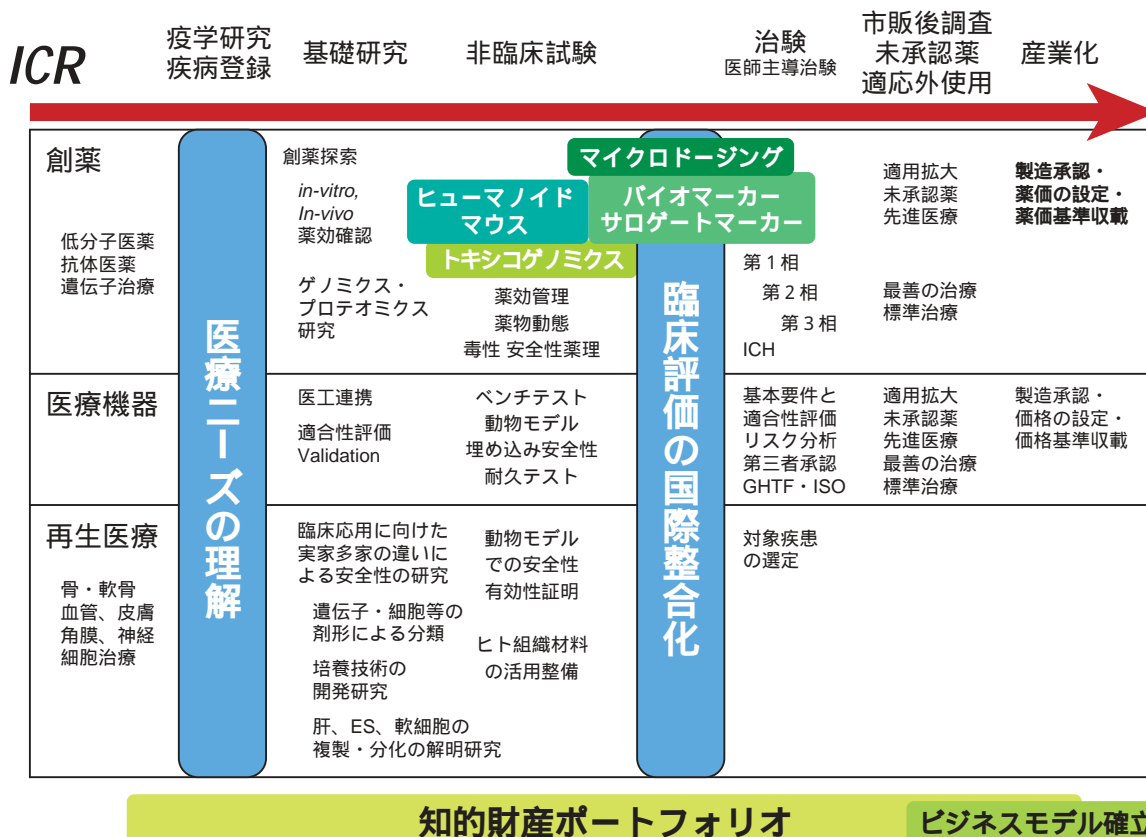 ICR
疫学研究
疾病登録
基礎研究
非臨床試験
治験
医師主導治験
市販後調査
未承認薬
適応外使用
産業化
創薬
低分子医薬
抗体医薬
遺伝子治療
医療ニーズの理解
創薬探索
in-vitro,
In-vivo
薬効確認
ゲノミクス・
プロテオミクス
研究
ヒューマノイド
マウス
トキシコゲノミクス
薬効管理
薬物動態
毒性 安全性薬理
マイクロドージング
バイオマーカー
サロゲートマーカー
臨床評価の国際整合化
第1相
第2相
第3相
ICH
適用拡大
未承認薬
先進医療
最善の治療
標準治療
製造承認・
薬価の設定・
薬価基準収載
医療機器
医工連携
適合性評価
Validation
ベンチテスト
動物モデル
埋め込み安全性
耐久テスト
基本要件と
適合性評価
リスク分析
第三者承認
GHTF・ISO
適用拡大
未承認薬
先進医療
最善の治療
標準治療
製造承認・
価格の設定・
価格基準収載
再生医療
骨・軟骨
血管、皮膚
角膜、神経
細胞治療
臨床応用に向けた
実家多家の違いに
よる安全性の研究
遺伝子・細胞等の
剤形による分類
培養技術の
開発研究
肝、ES、軟細胞の
複製・分化の解明研究
動物モデル
での安全性
有効性証明
ヒト組織材料
の活用整備
対象疾患
の選定
知的財産ポートフォリオ
ビジネスモデル確立